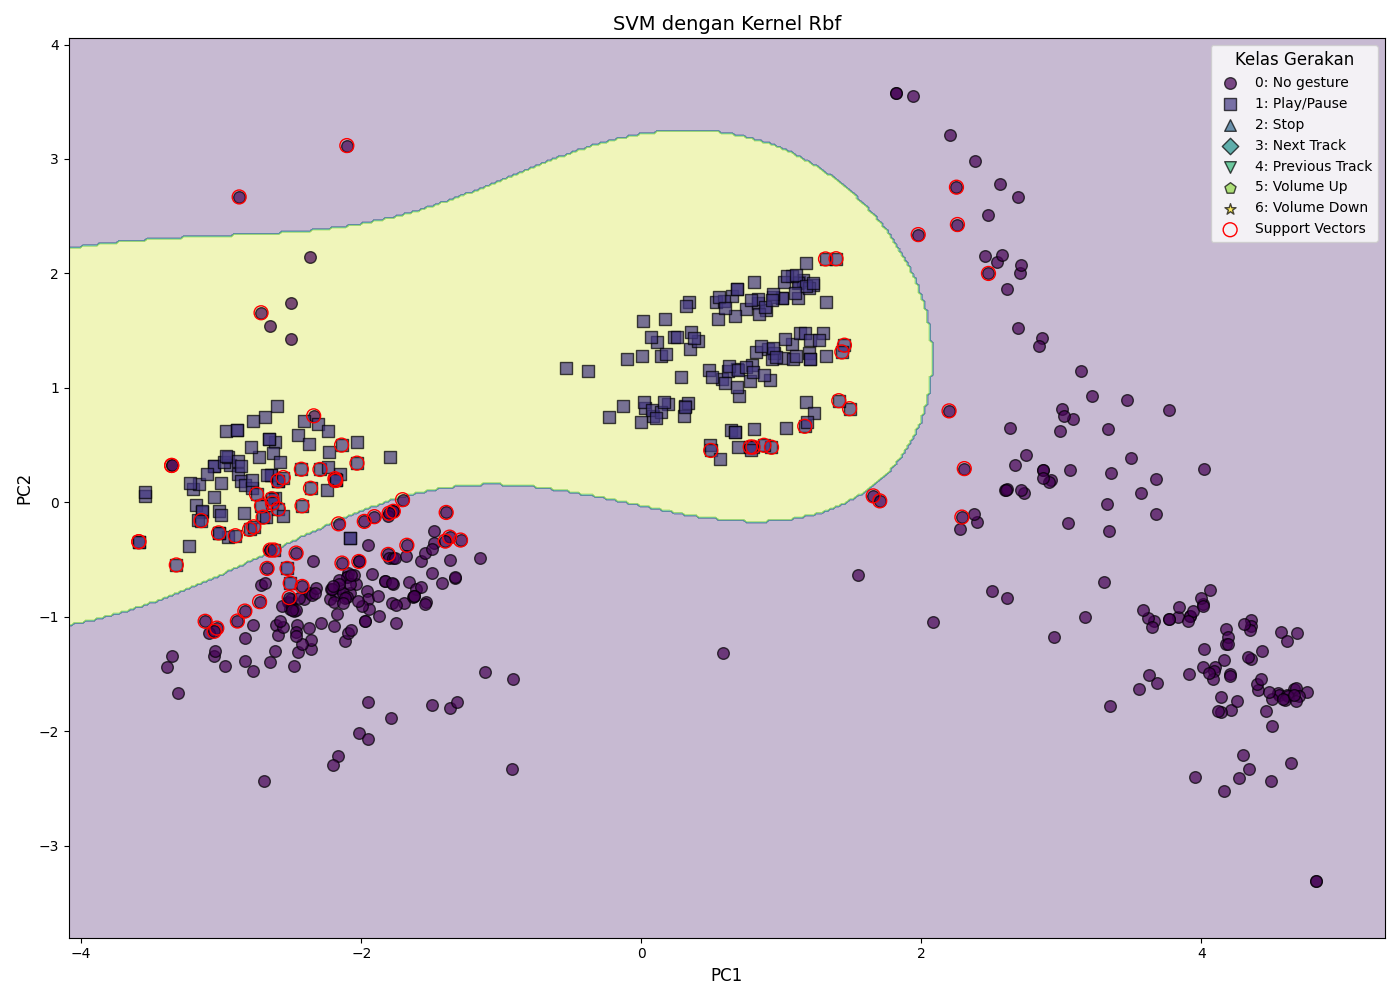 SVM dengan Kernel Rbf
Kelas Gerakan
0: No gesture
1: Play/Pause
2: Stop
3: Next Track
4: Previous Track
5: Volume Up
6: Volume Down
Support Vectors
4
3
2
1
0
−1
−2
−3
PC2
−4 −2 0 2 4
PC1